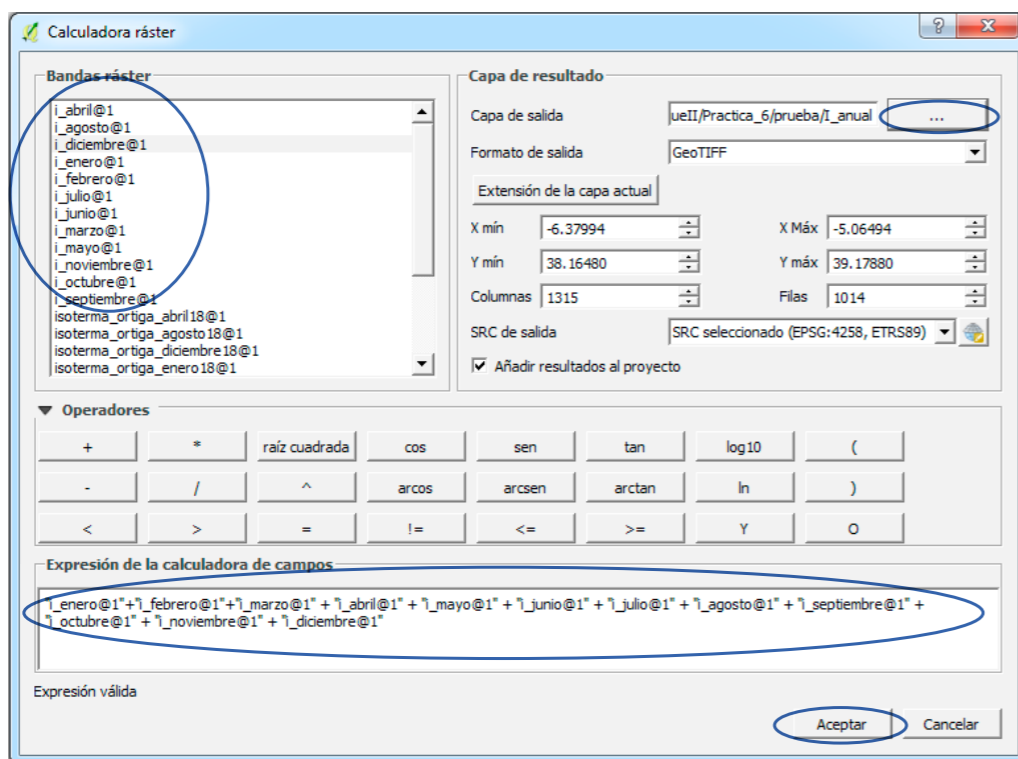 Calculadora ráster
?
X
Bandas ráster
i_abril@1
i_agosto@1
i_diciembre@1
i_enero@1
i_febrero@1
i_julio@1
i_junio@1
i_marzo@1
i_mayo@1
i_noviembre@1
i_octubre@1
i_septiembre@1
isoterma_ortiga_abril18@1
isoterma_ortiga_agosto18@1
isoterma_ortiga_diciembre18@1
isoterma_ortiga_enero18@1
Capa de resultado
Capa de salida ueII/Practica_6/prueba/I_anual ...
Formato de salida GeoTIFF
Extensión de la capa actual
X mín -6.37994 X Máx -5.06494
Y mín 38.16480 Y máx 39.17880
Columnas 1315 Filas 1014
SRC de salida SRC seleccionado (EPSG:4258, ETRS89)
Añadir resultados al proyecto
Operadores
+ * raíz cuadrada cos sen tan log10 (
- / ^ arcos arcsen arctan ln )
< > = != <= >= Y O
Expresión de la calculadora de campos
"i_enero@1"+"i_febrero@1"+"i_marzo@1" + "i_abril@1" + "i_mayo@1" + "i_junio@1" + "i_julio@1" + "i_agosto@1" + "i_septiembre@1" +
"i_octubre@1" + "i_noviembre@1" + "i_diciembre@1"
Expresión válida
Aceptar Cancelar